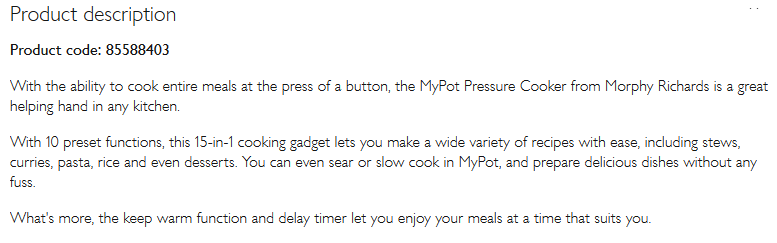 Product description
Product code: 85588403
With the ability to cook entire meals at the press of a button, the MyPot Pressure Cooker from Morphy Richards is a great
helping hand in any kitchen.
With 10 preset functions, this 15-in-1 cooking gadget lets you make a wide variety of recipes with ease, including stews,
curries, pasta, rice and even desserts. You can even sear or slow cook in MyPot, and prepare delicious dishes without any
fuss.
What's more, the keep warm function and delay timer let you enjoy your meals at a time that suits you.